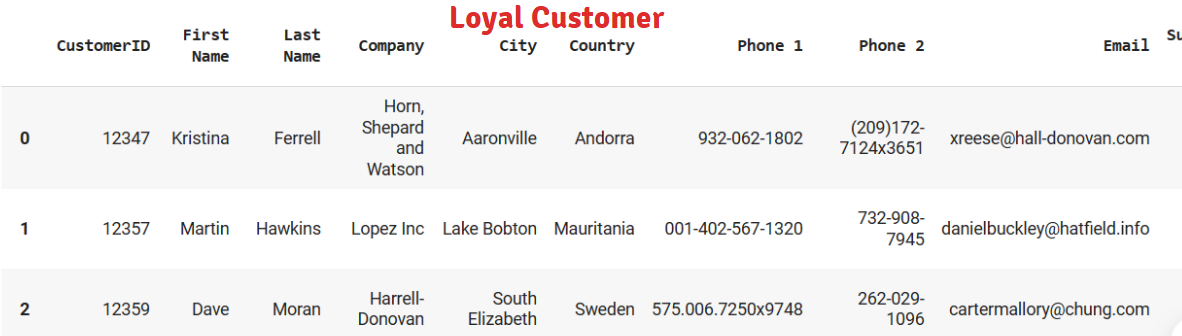 Loyal Customer
CustomerID First Name Last Name Company City Country Phone 1 Phone 2 Email Su
0 12347 Kristina Ferrell Horn, Shepard and Watson Aaronville Andorra 932-062-1802 (209)172-7124x3651 xreese@hall-donovan.com
1 12357 Martin Hawkins Lopez Inc Lake Bobton Mauritania 001-402-567-1320 732-908-7945 danielbuckley@hatfield.info
2 12359 Dave Moran Harrell-Donovan South Elizabeth Sweden 575.006.7250x9748 262-029-1096 cartermallory@chung.com